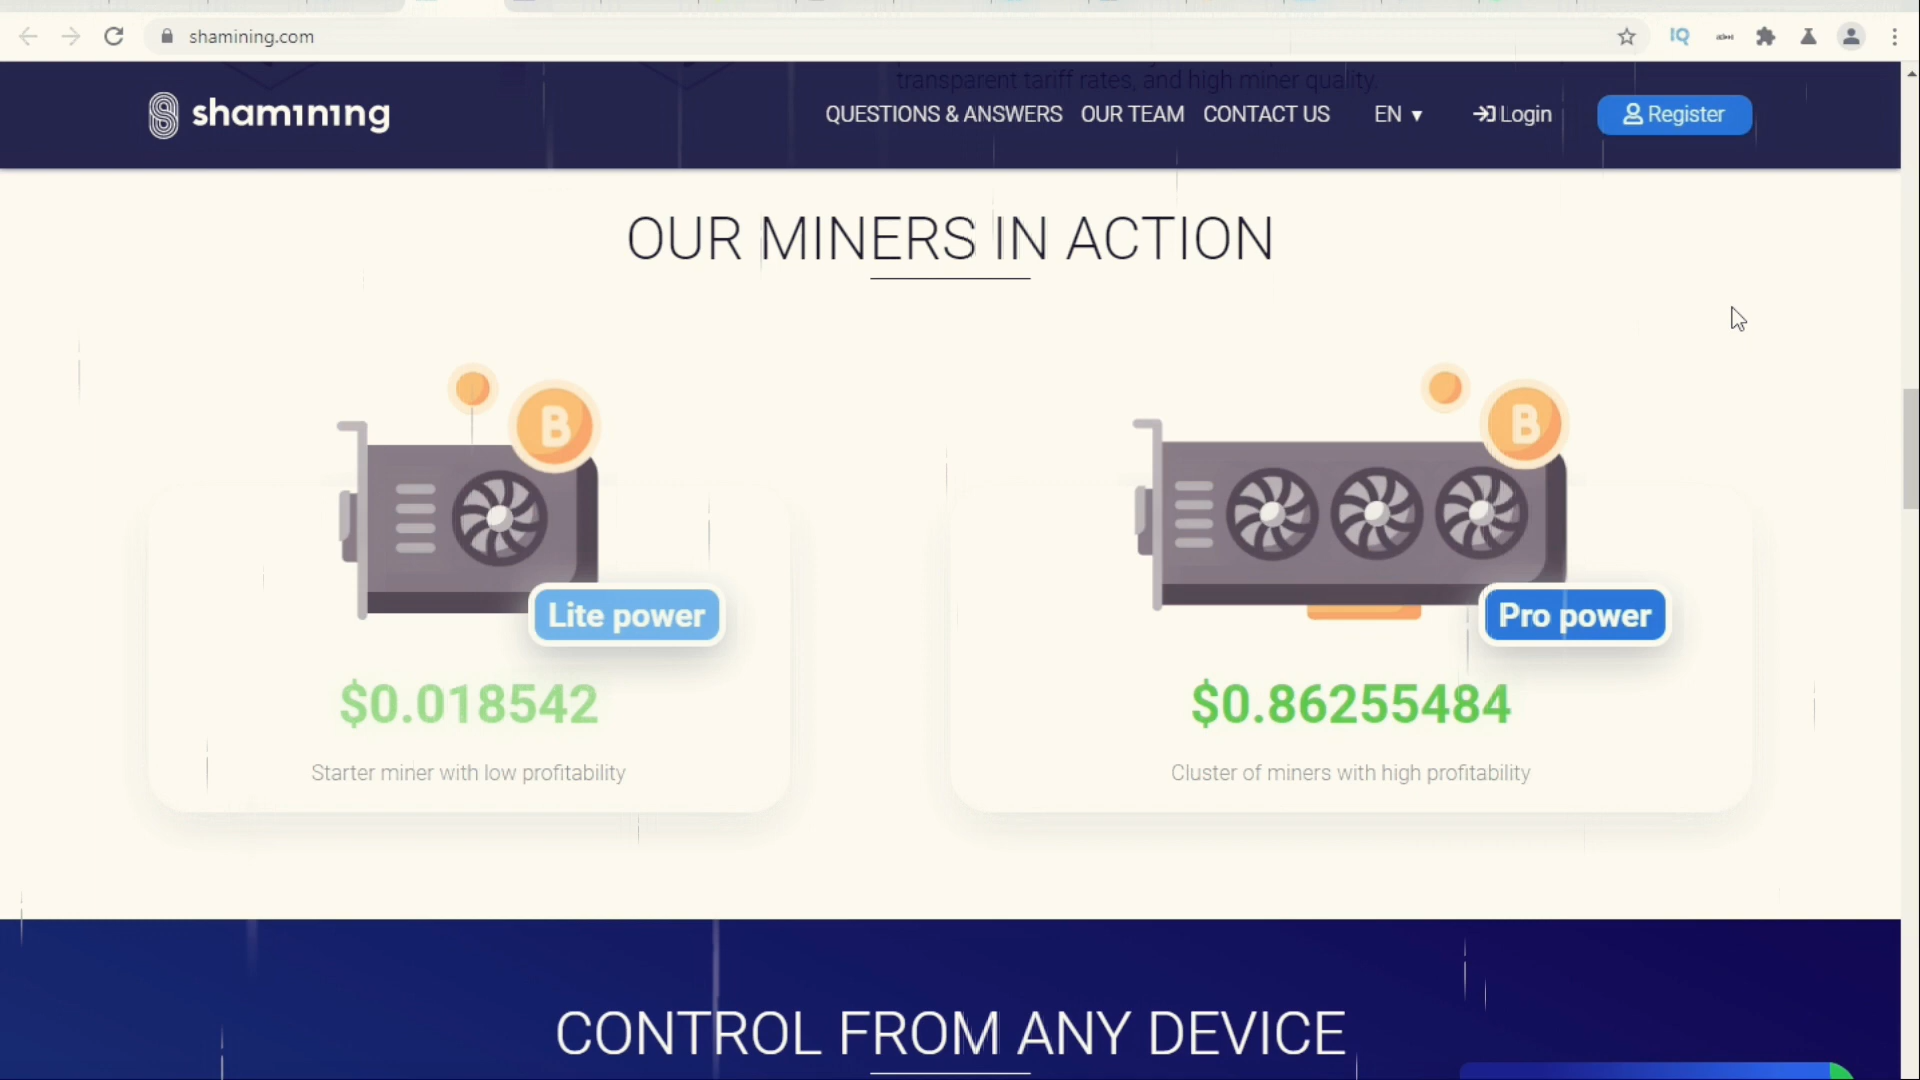 shamining.com
IQ
transparent tariff rates, and high miner quality.
shamining
QUESTIONS & ANSWERS OUR TEAM CONTACT US EN ▼ Login Register
OUR MINERS IN ACTION
B
B
Lite power
Pro power
$0.018542
$0.86255484
Starter miner with low profitability
Cluster of miners with high profitability
CONTROL FROM ANY DEVICE